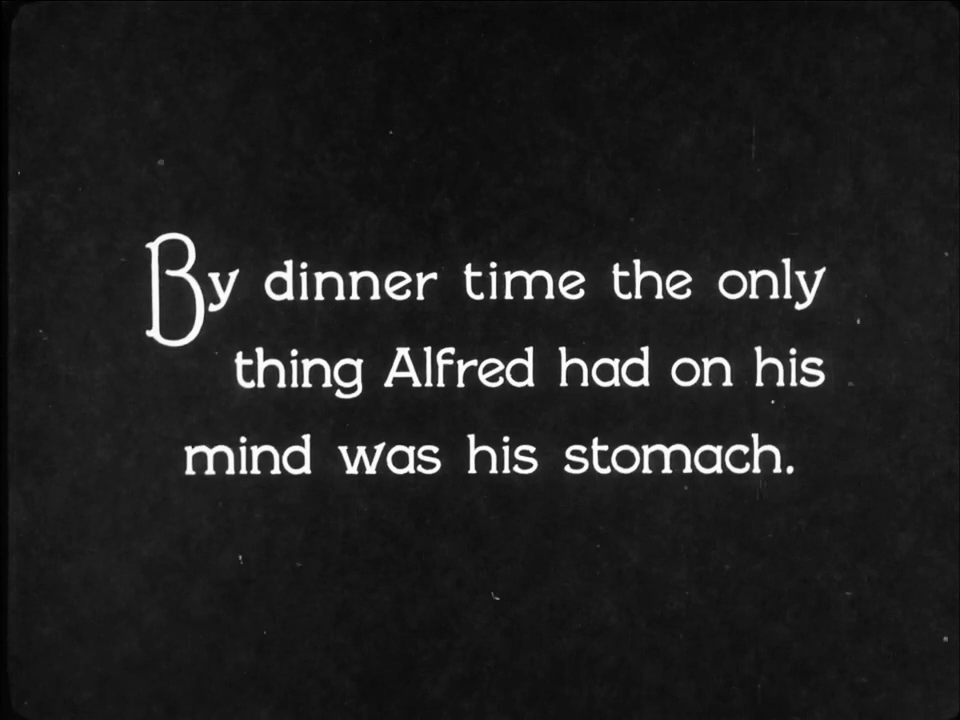 By dinner time the only
thing Alfred had on his
mind was his stomach.